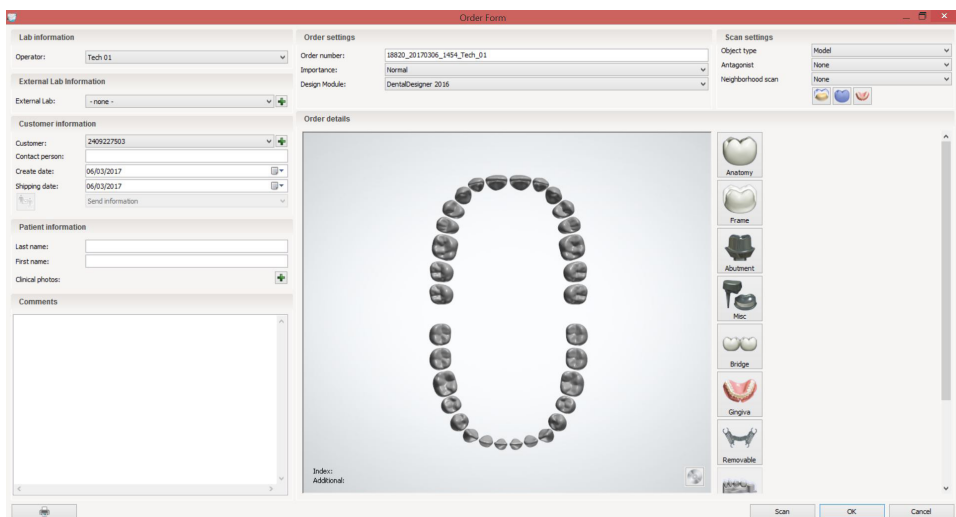 Order Form
Lab information
Operator: Tech 01
External Lab Information
External Lab: - none -
Customer information
Customer: 2409227503
Contact person:
Create date: 06/03/2017
Shipping date: 06/03/2017
Send information
Patient information
Last name:
First name:
Clinical photos:
Comments
Order settings
Order number: 18820_20170306_1454_Tech_01
Importance: Normal
Design Module: DentalDesigner 2016
Scan settings
Object type Model
Antagonist None
Neighborhood scan None
Order details
Index:
Additional:
Anatomy
Frame
Abutment
Misc
Bridge
Gingiva
Removable
Scan
OK
Cancel